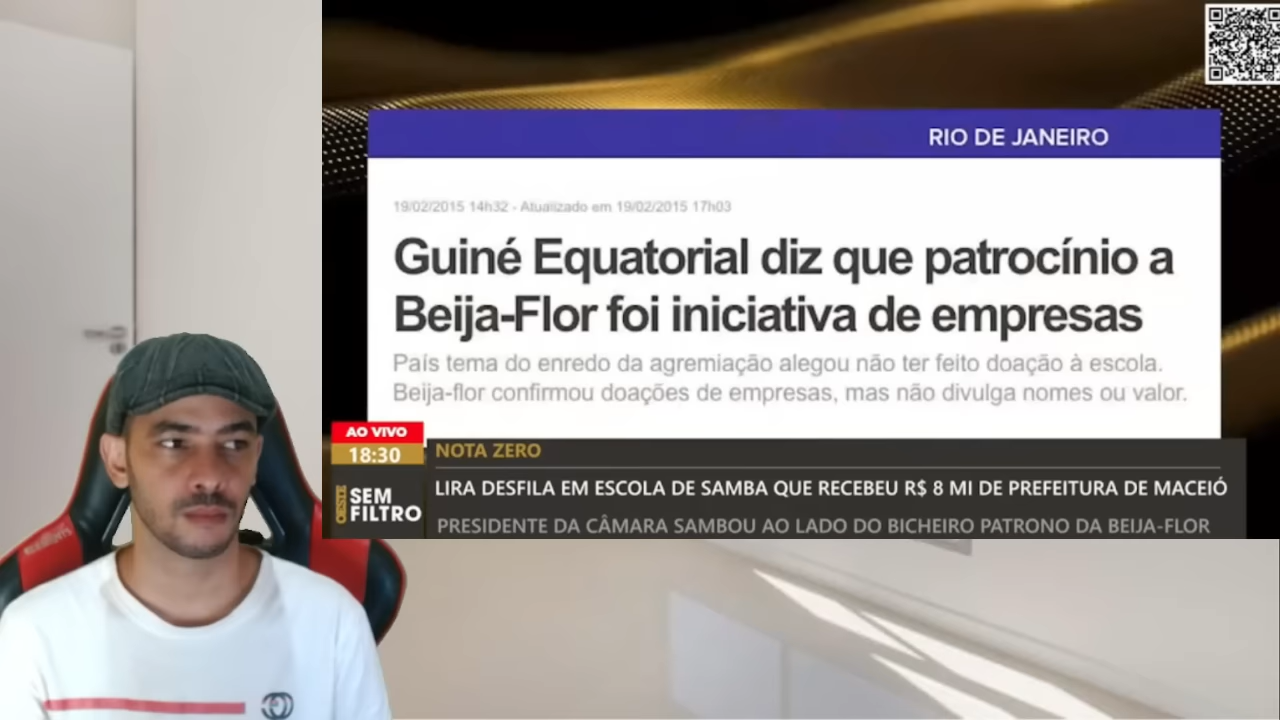 RIO DE JANEIRO
19/02/2015 14h32 - Atualizado em 19/02/2015 17h03
Guiné Equatorial diz que patrocínio a
Beija-Flor foi iniciativa de empresas
País tema do enredo da agremiação alegou não ter feito doação à escola.
Beija-flor confirmou doações de empresas, mas não divulga nomes ou valor.
AO VIVO
18:30
NOTA ZERO
OESTE
SEM
FILTRO
LIRA DESFILA EM ESCOLA DE SAMBA QUE RECEBEU R$ 8 MI DE PREFEITURA DE MACEIÓ
PRESIDENTE DA CÂMARA SAMBOU AO LADO DO BICHEIRO PATRONO DA BEIJA-FLOR